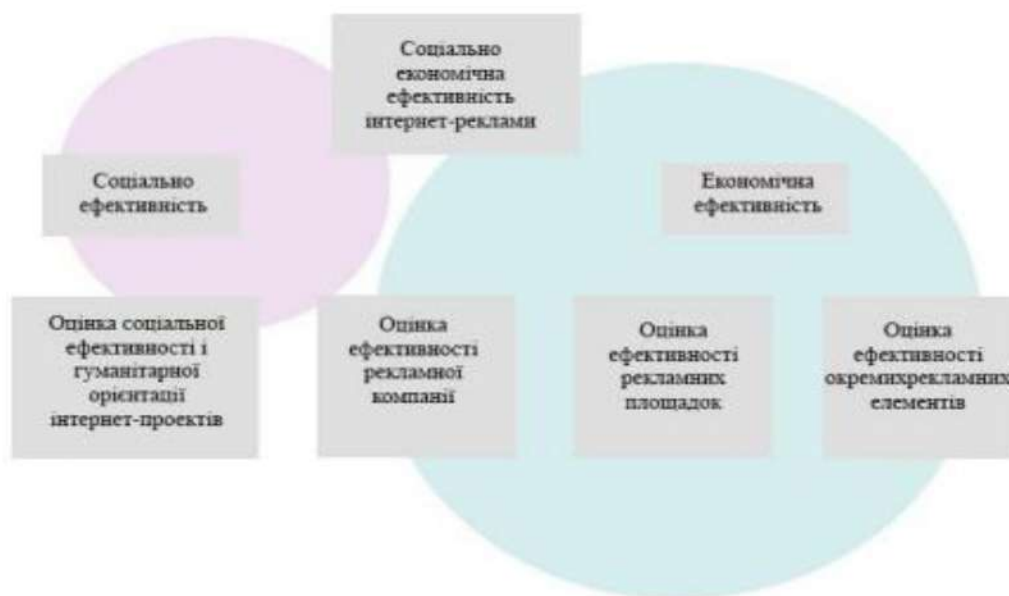 Соціально
економічна
ефективність
інтернет-реклами
Соціально
ефективність
Економічна
ефективність
Оцінка соціальної
ефективності і
гуманітарної
орієнтації
інтернет-проектів
Оцінка
ефективності
рекламної
компанії
Оцінка
ефективності
рекламних
площадок
Оцінка
ефективності
окремихрекламних
елементів